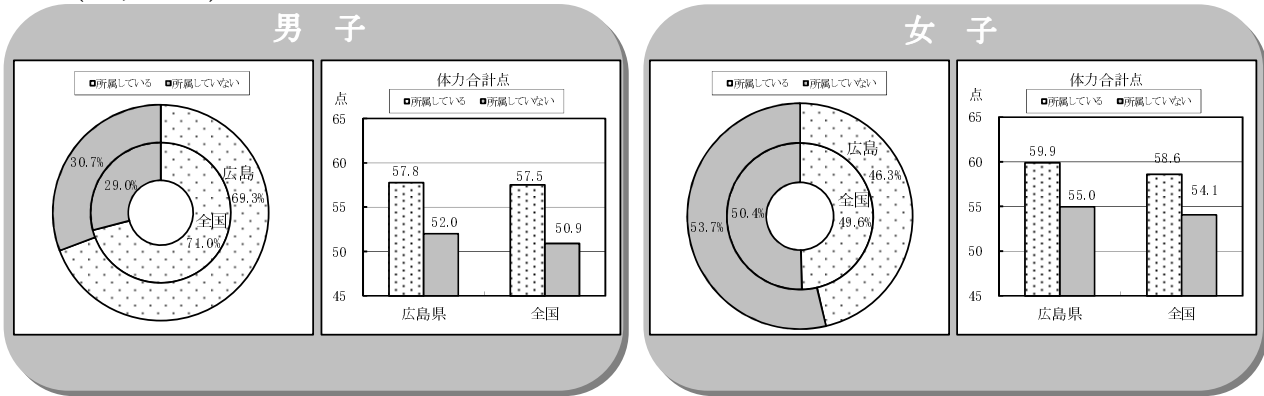 男 子
□所属している ■所属していない
30.7%
29.0%
広島
69.3%
全国
71.0%
体力合計点
点
□所属している ■所属していない
65
60
55
50
45
57.8
52.0
57.5
50.9
広島県
全国
女 子
□所属している ■所属していない
53.7%
50.4%
広島
46.3%
全国
49.6%
体力合計点
点
□所属している ■所属していない
65
60
55
50
45
59.9
55.0
58.6
54.1
広島県
全国